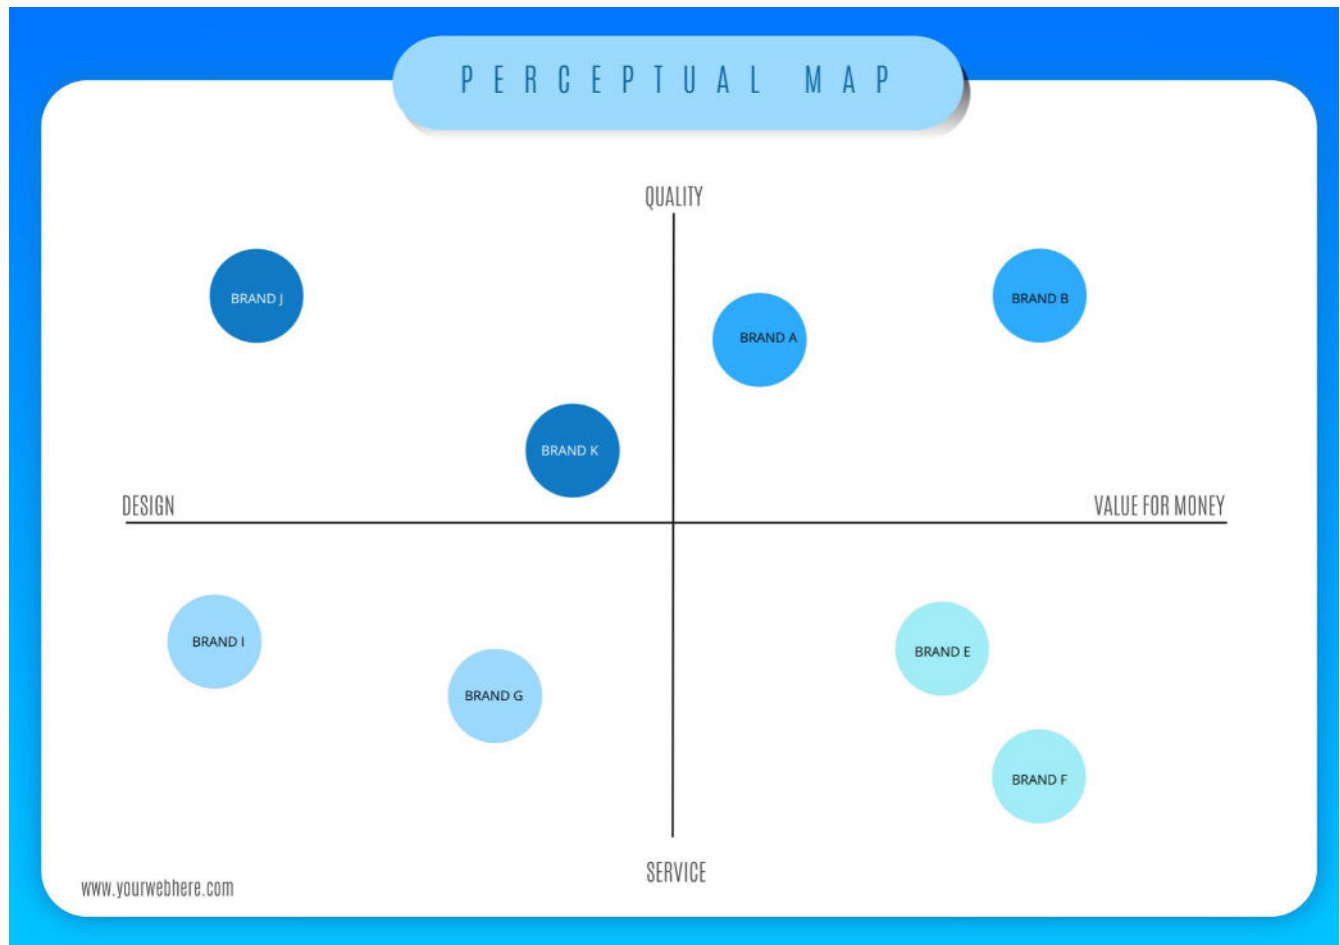 PERCEPTUAL MAP
QUALITY
BRAND J
BRAND B
BRAND A
BRAND K
DESIGN
VALUE FOR MONEY
BRAND I
BRAND E
BRAND G
BRAND F
SERVICE
www.yourwebhere.com